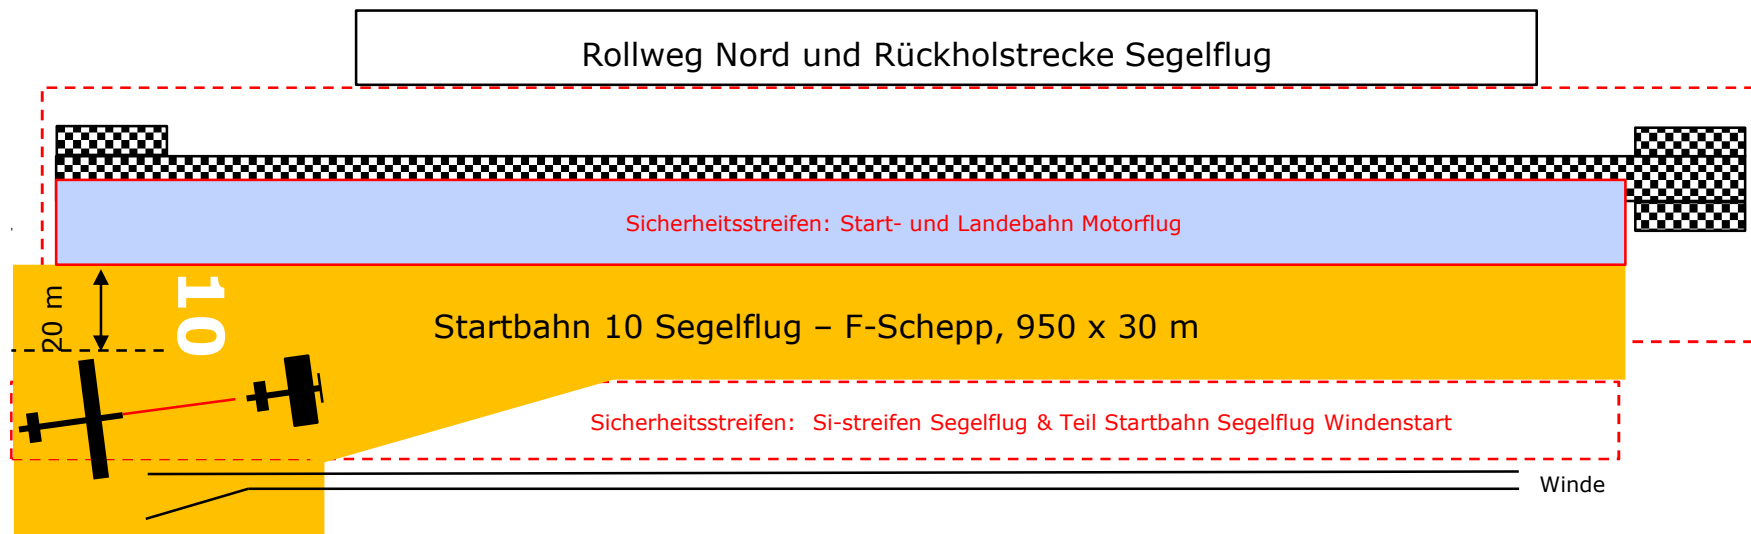 Rollweg Nord und Rückholstrecke Segelflug
Sicherheitsstreifen: Start- und Landebahn Motorflug
20 m
10
Startbahn 10 Segelflug – F-Schepp, 950 x 30 m
Sicherheitsstreifen: Si-streifen Segelflug & Teil Startbahn Segelflug Windenstart
Winde